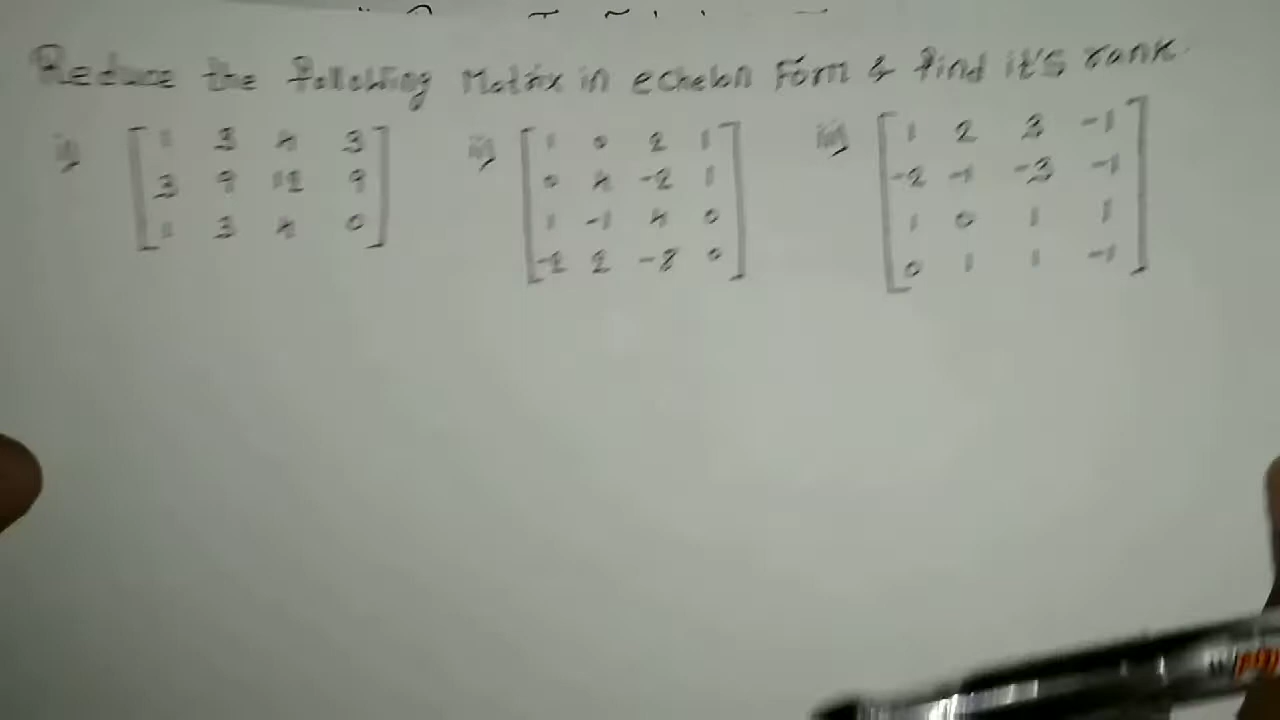 Reduce the following Matrix in echelon Form & find it's rank.
i) [1 3 4 3 ii) [1 0 2 1 iii) [1 2 3 -1
3 9 12 9 0 4 -2 1 -2 -1 -3 -1
1 3 4 0] 1 -1 4 0 1 0 1 1
-2 2 -8 0] 0 1 1 -1]